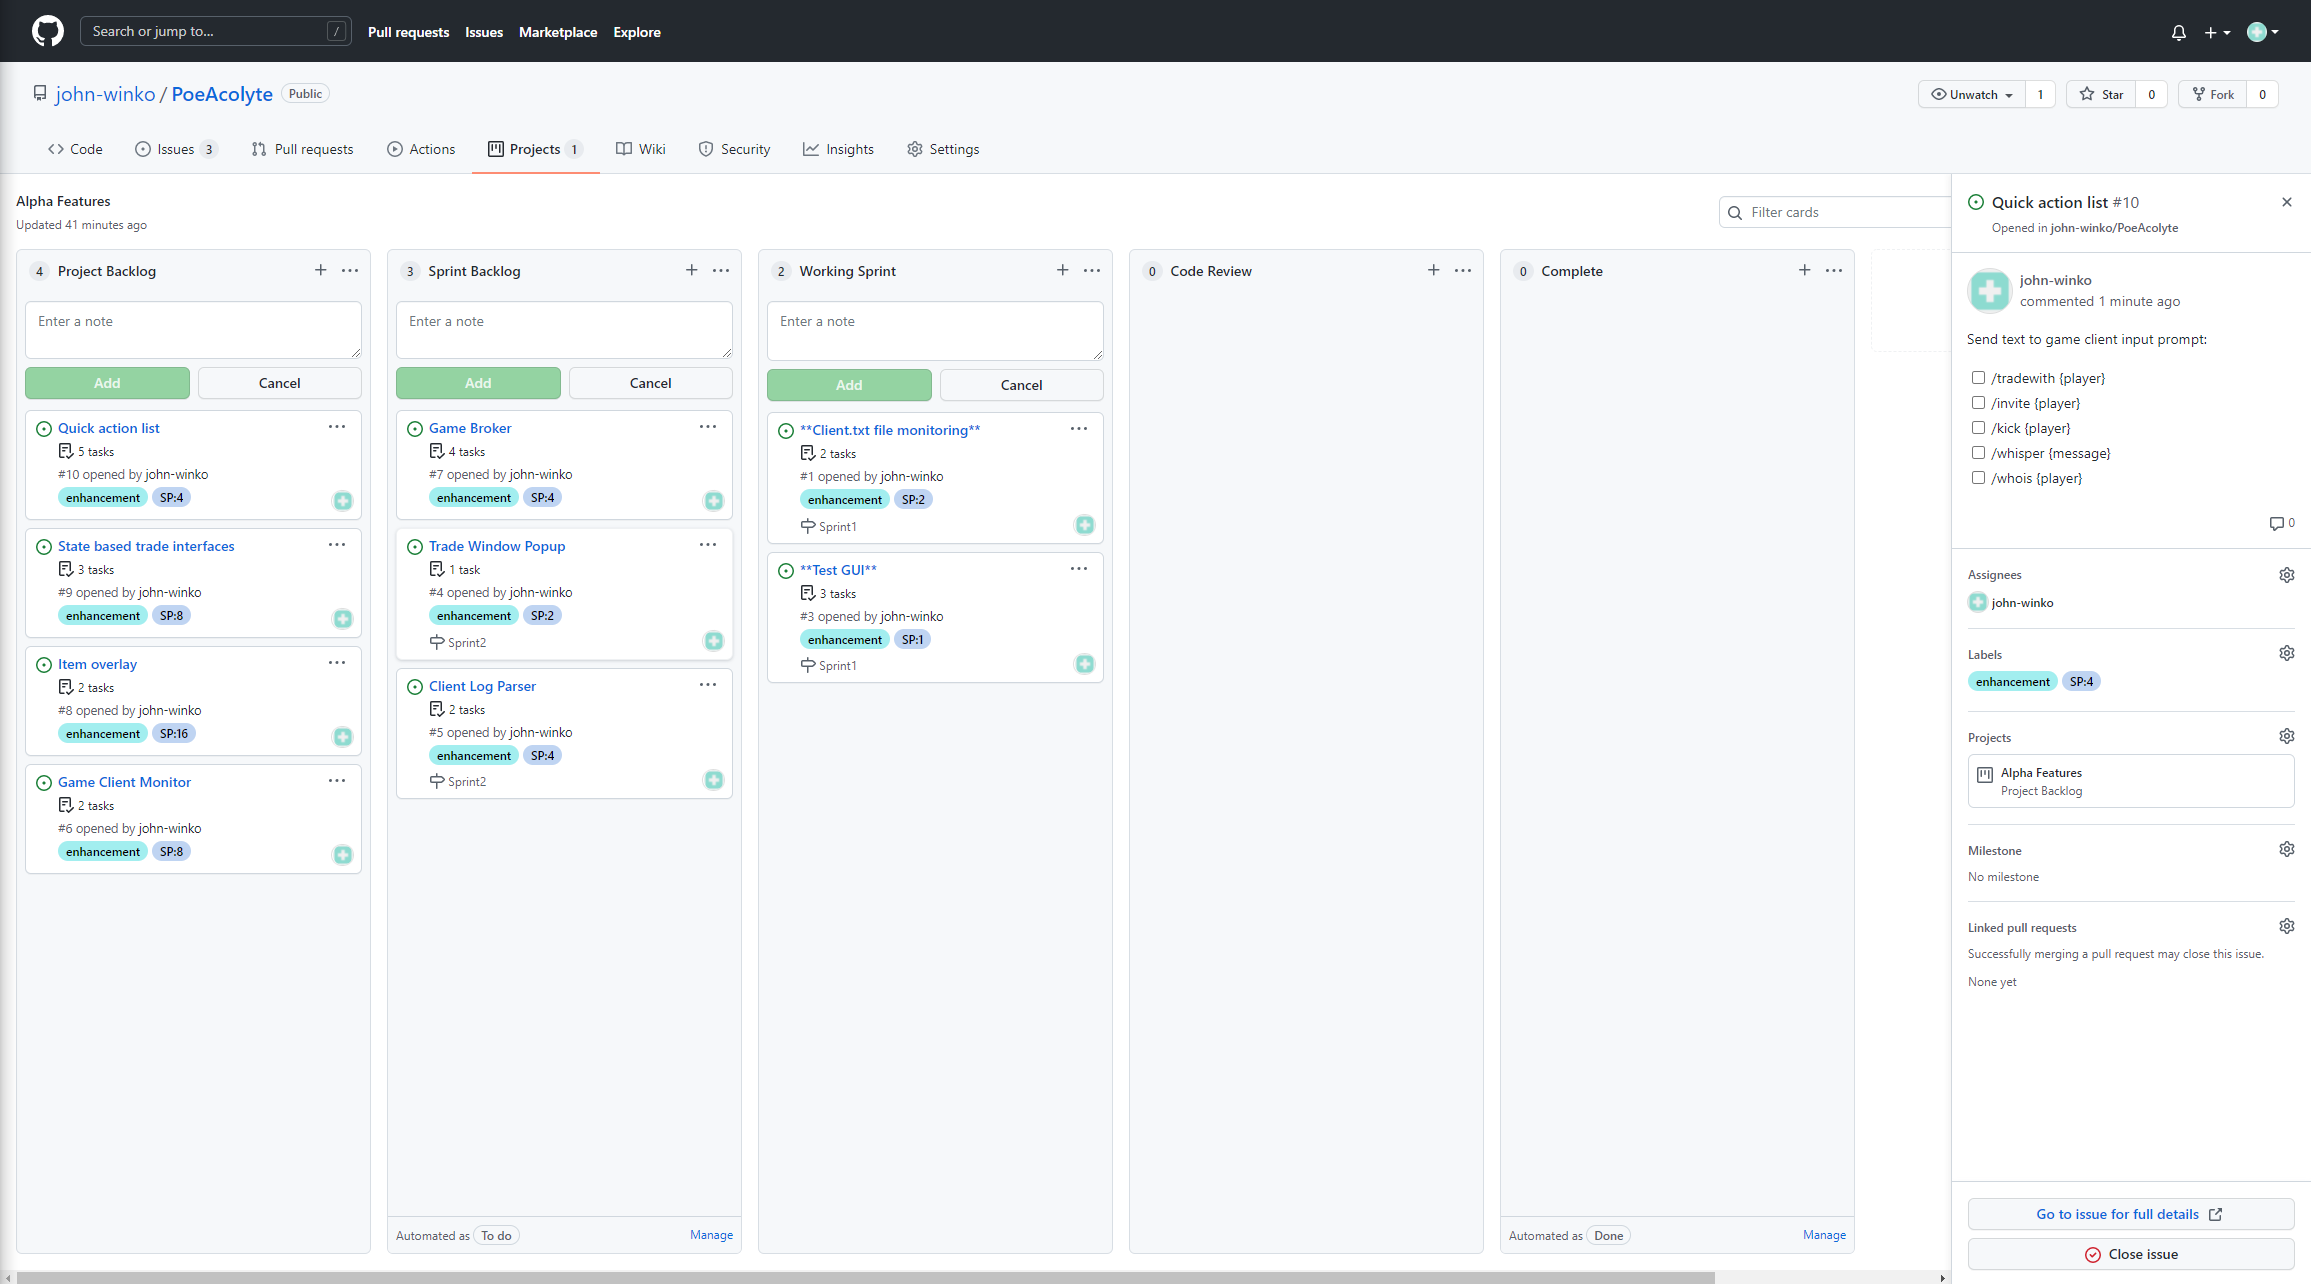 Search or jump to...
/
Pull requests
Issues
Marketplace
Explore
john-winko / PoeAcolyte
Public
Unwatch
1
Star
0
Fork
0
Code
Issues 3
Pull requests
Actions
Projects 1
Wiki
Security
Insights
Settings
Alpha Features
Updated 41 minutes ago
Filter cards
4 Project Backlog
Enter a note
Add
Cancel
Quick action list
5 tasks
#10 opened by john-winko
enhancement
SP:4
State based trade interfaces
3 tasks
#9 opened by john-winko
enhancement
SP:8
Item overlay
2 tasks
#8 opened by john-winko
enhancement
SP:16
Game Client Monitor
2 tasks
#6 opened by john-winko
enhancement
SP:8
3 Sprint Backlog
Enter a note
Add
Cancel
Game Broker
4 tasks
#7 opened by john-winko
enhancement
SP:4
Trade Window Popup
1 task
#4 opened by john-winko
enhancement
SP:2
Sprint2
Client Log Parser
2 tasks
#5 opened by john-winko
enhancement
SP:4
Sprint2
Automated as To do
Manage
2 Working Sprint
Enter a note
Add
Cancel
**Client.txt file monitoring**
2 tasks
#1 opened by john-winko
enhancement
SP:2
Sprint1
**Test GUI**
3 tasks
#3 opened by john-winko
enhancement
SP:1
Sprint1
0 Code Review
0 Complete
Automated as Done
Manage
Quick action list #10
Opened in john-winko/PoeAcolyte
john-winko
commented 1 minute ago
Send text to game client input prompt:
/tradewith {player}
/invite {player}
/kick {player}
/whisper {message}
/whois {player}
0
Assignees
john-winko
Labels
enhancement
SP:4
Projects
Alpha Features
Project Backlog
Milestone
No milestone
Linked pull requests
Successfully merging a pull request may close this issue.
None yet
Go to issue for full details
Close issue